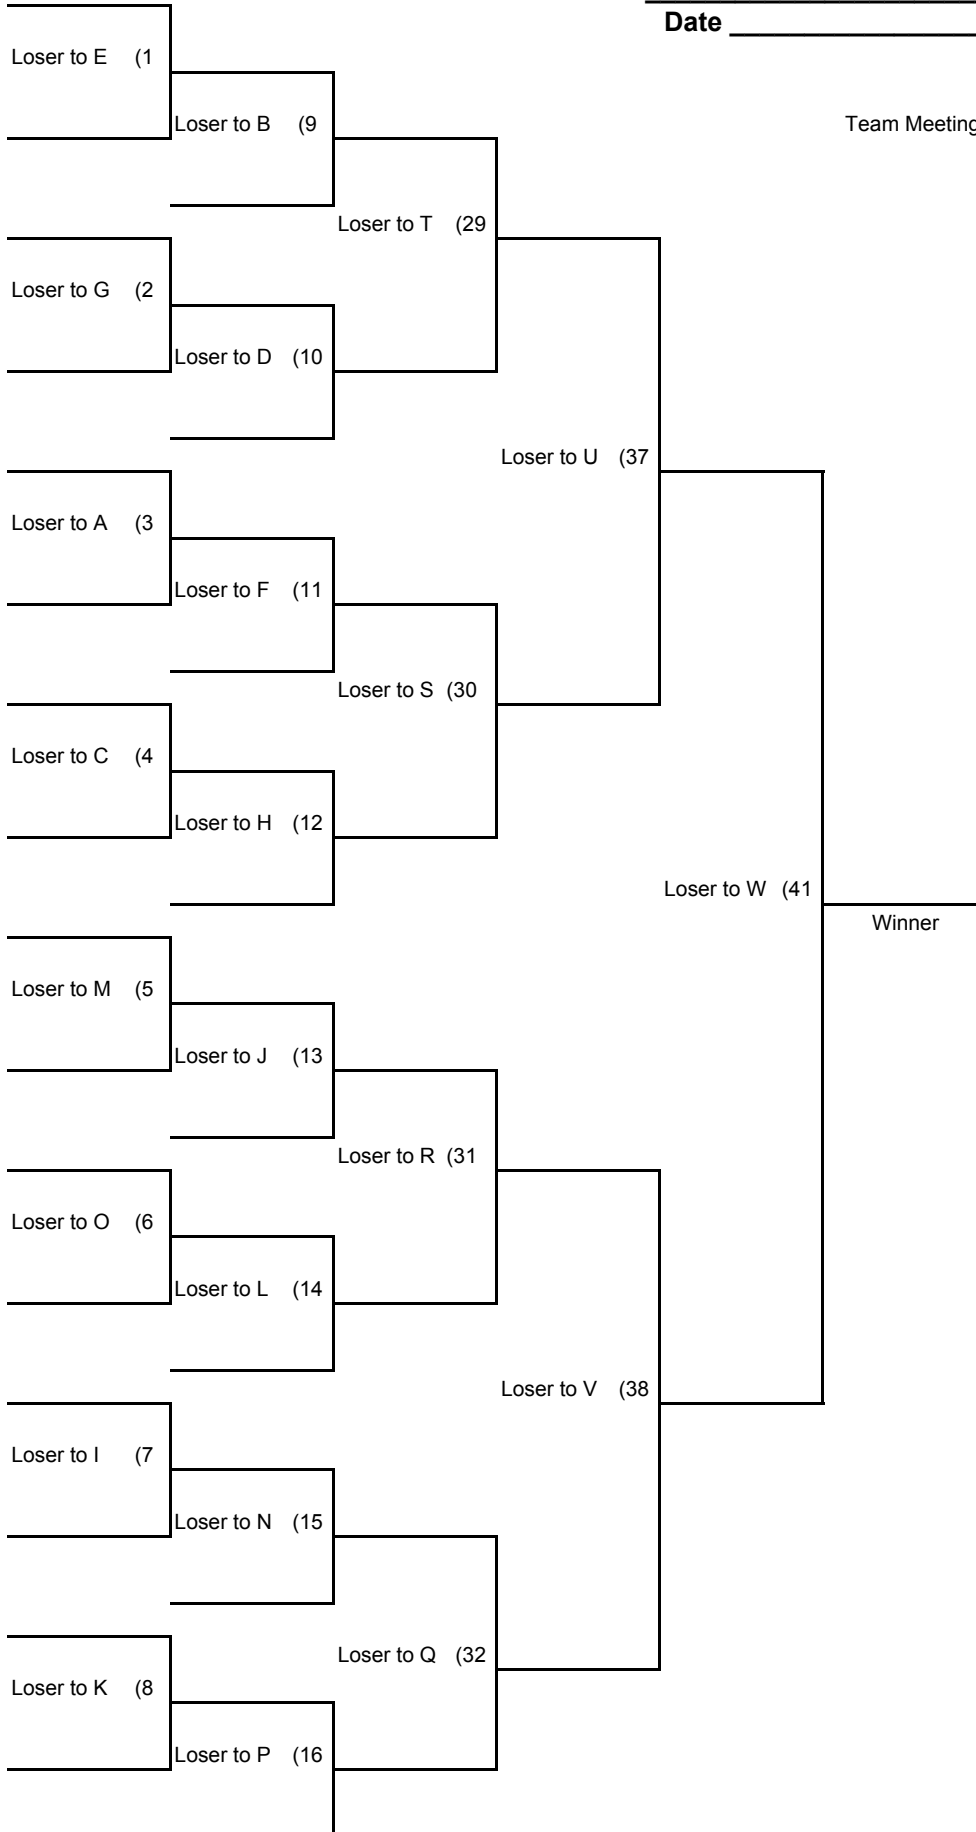 Date
Loser to E (1
Loser to B (9
Team Meeting
Loser to T (29
Loser to G (2
Loser to D (10
Loser to U (37
Loser to A (3
Loser to F (11
Loser to S (30
Loser to C (4
Loser to H (12
Loser to W (41
Winner
Loser to M (5
Loser to J (13
Loser to R (31
Loser to O (6
Loser to L (14
Loser to V (38
Loser to I (7
Loser to N (15
Loser to Q (32
Loser to K (8
Loser to P (16